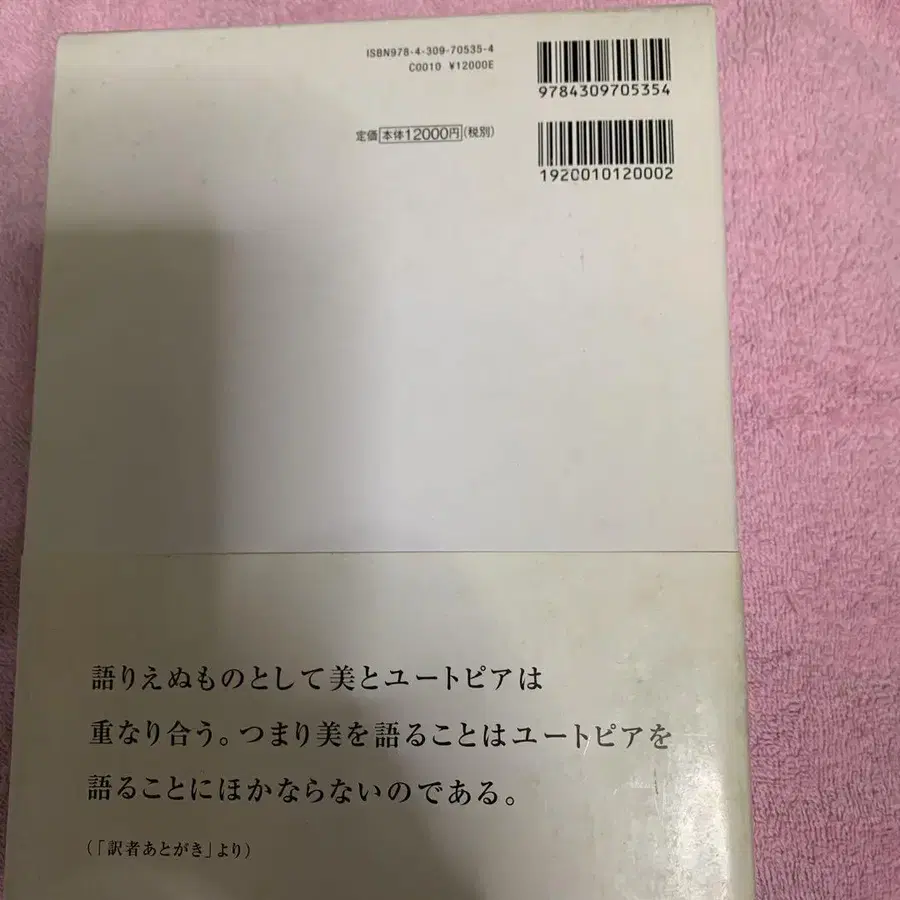 ISBN978-4-309-70535-4
C0010 ¥12000E
定価本体12000円(税別)
9784309705354
1920010120002
語りえぬものとして美とユートピアは
重なり合う。つまり美を語ることはユートピアを
語ることにほかならないのである。
(「訳者あとがき」より)